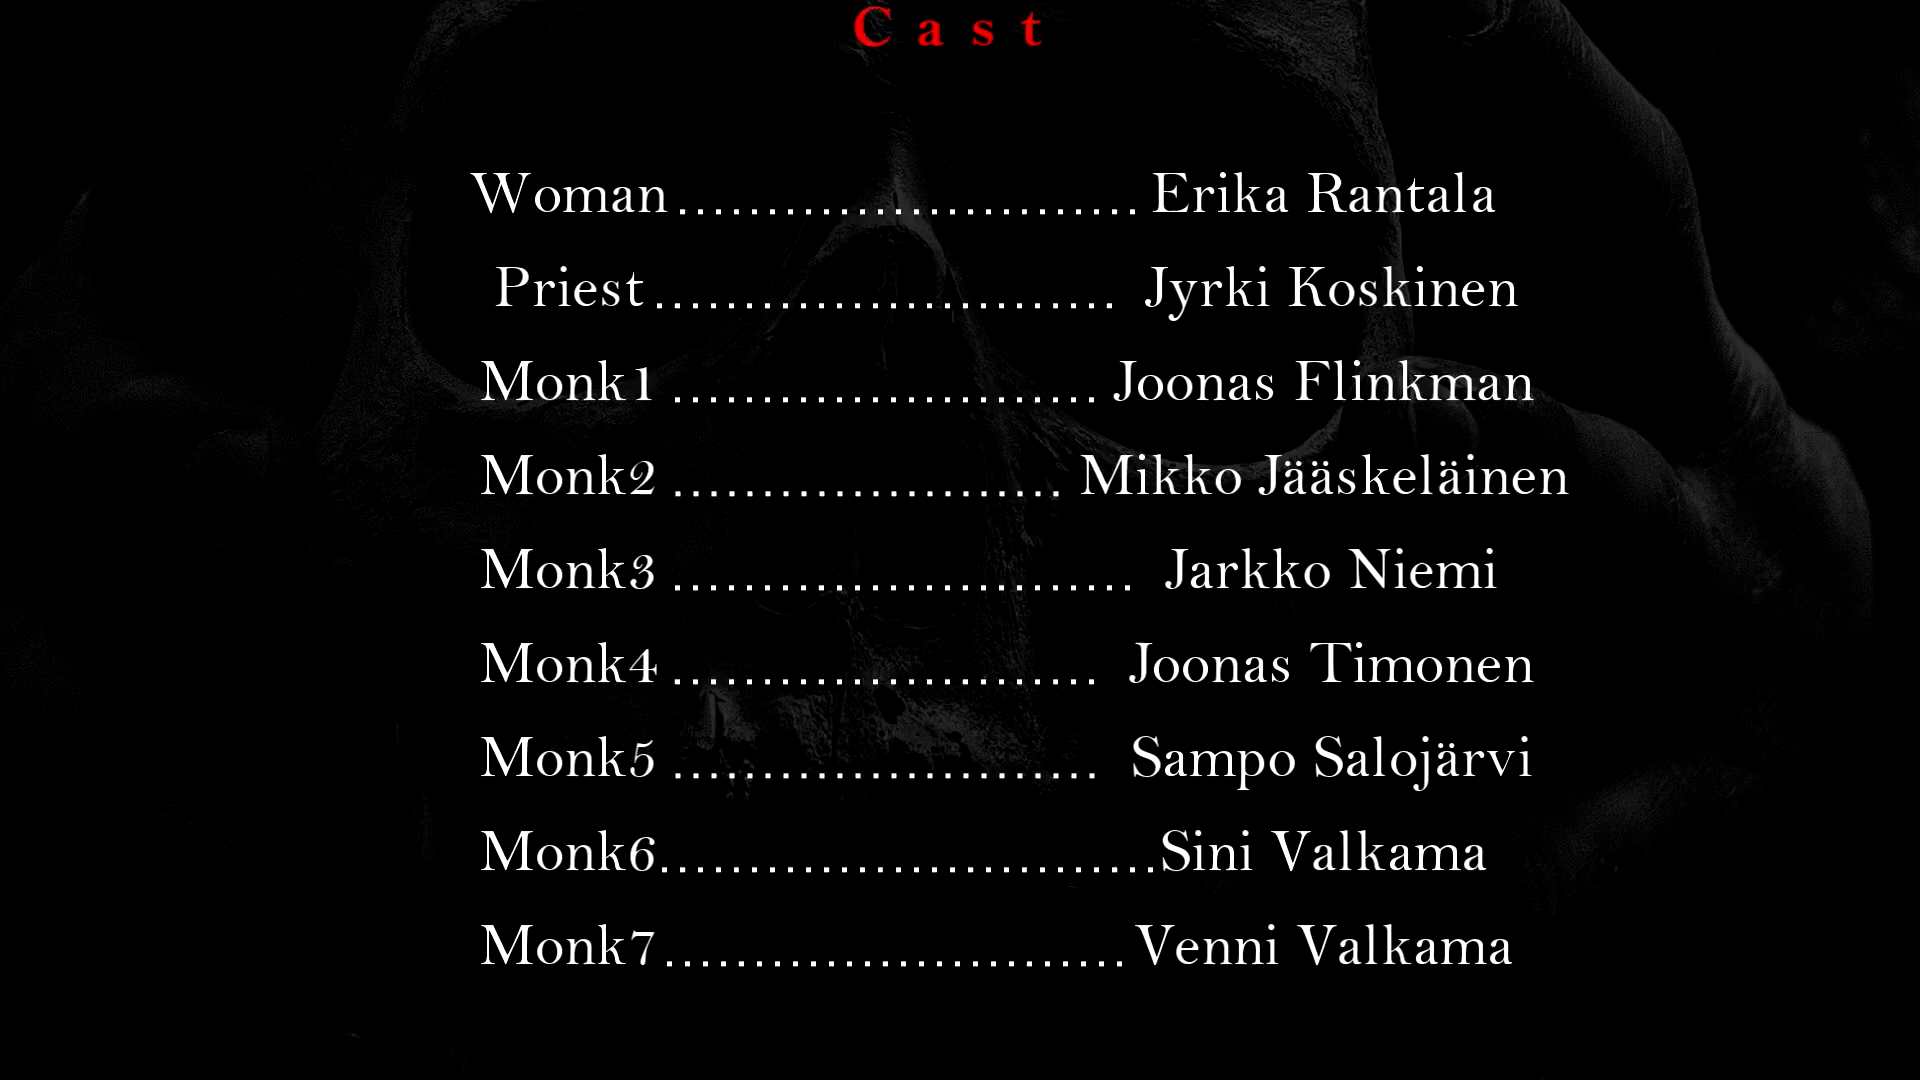 Cast
Woman.......................... Erika Rantala
Priest.......................... Jyrki Koskinen
Monk1 ........................ Joonas Flinkman
Monk2 ...................... Mikko Jääskeläinen
Monk3 .......................... Jarkko Niemi
Monk4 ........................ Joonas Timonen
Monk5 ........................ Sampo Salojärvi
Monk6............................Sini Valkama
Monk7.......................... Venni Valkama